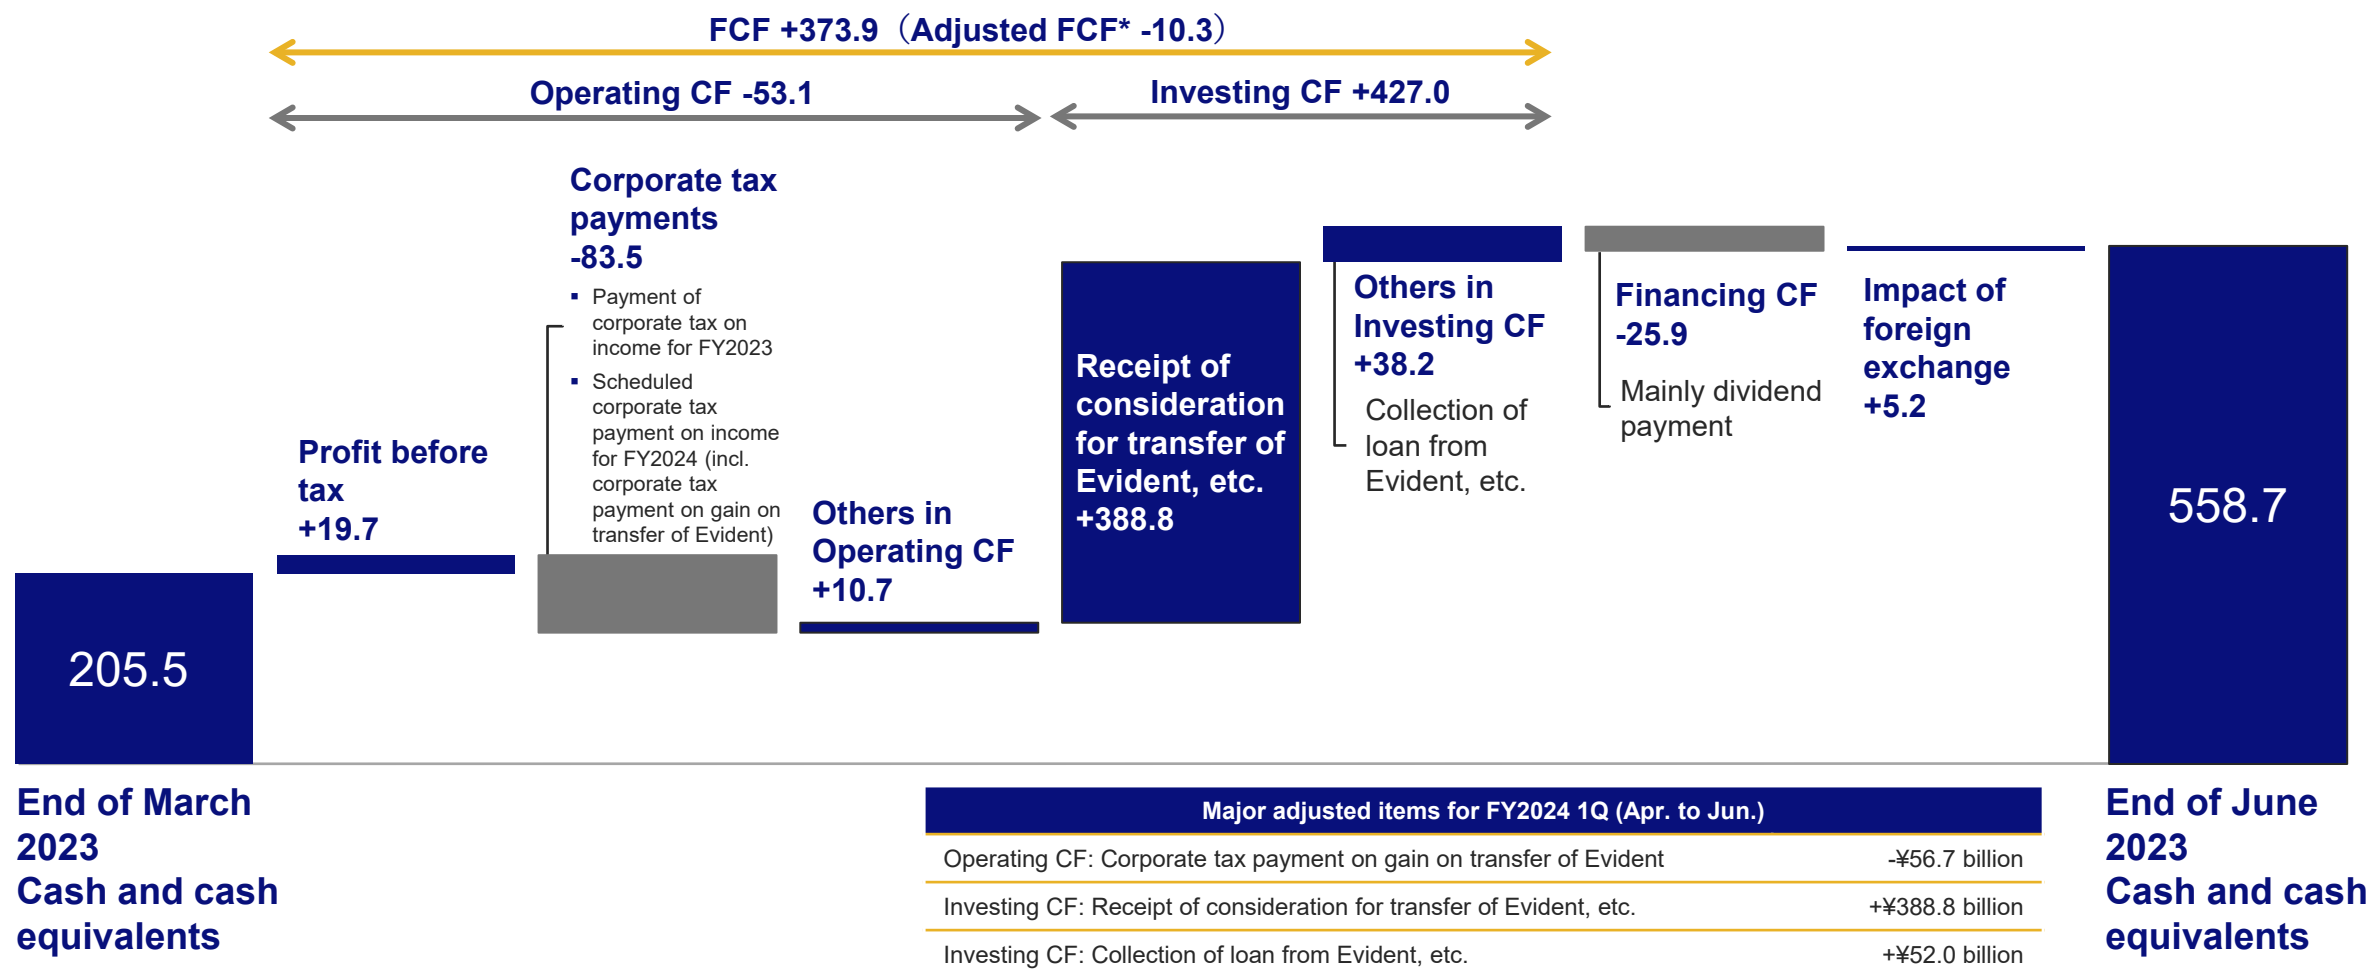 FCF +373.9（Adjusted FCF* -10.3）
Operating CF -53.1
Investing CF +427.0
Corporate tax
payments
-83.5
▪ Payment of
corporate tax on
income for FY2023
▪ Scheduled
corporate tax
payment on income
for FY2024 (incl.
corporate tax
payment on gain on
transfer of Evident)
Profit before
tax
+19.7
Others in
Operating CF
+10.7
Receipt of
consideration
for transfer of
Evident, etc.
+388.8
Others in
Investing CF
+38.2
Collection of
loan from
Evident, etc.
Financing CF
-25.9
Mainly dividend
payment
Impact of
foreign
exchange
+5.2
205.5
558.7
End of March
2023
Cash and cash
equivalents
Major adjusted items for FY2024 1Q (Apr. to Jun.)
Operating CF: Corporate tax payment on gain on transfer of Evident -¥56.7 billion
Investing CF: Receipt of consideration for transfer of Evident, etc. +¥388.8 billion
Investing CF: Collection of loan from Evident, etc. +¥52.0 billion
End of June
2023
Cash and cash
equivalents